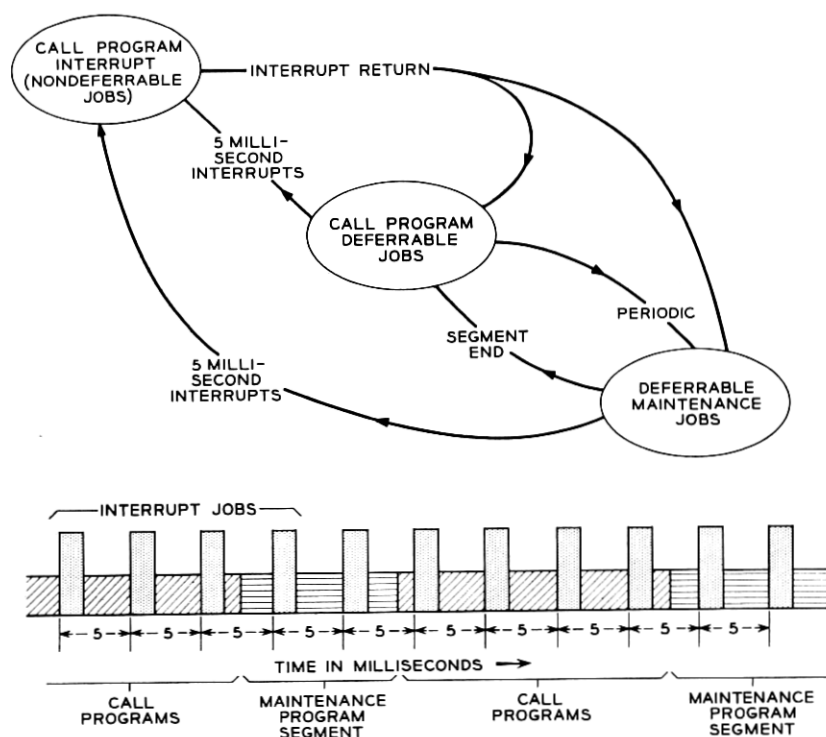 CALL PROGRAM
INTERRUPT
(NONDEFERRABLE
JOBS)
INTERRUPT RETURN
5 MILLI-
SECOND
INTERRUPTS
CALL PROGRAM
DEFERRABLE
JOBS
PERIODIC
SEGMENT
END
5 MILLI-
SECOND
INTERRUPTS
DEFERRABLE
MAINTENANCE
JOBS
INTERRUPT JOBS
5 5 5 5 5 5 5 5 5 5
TIME IN MILLISECONDS
CALL
PROGRAMS
MAINTENANCE
PROGRAM
SEGMENT
CALL
PROGRAMS
MAINTENANCE
PROGRAM
SEGMENT